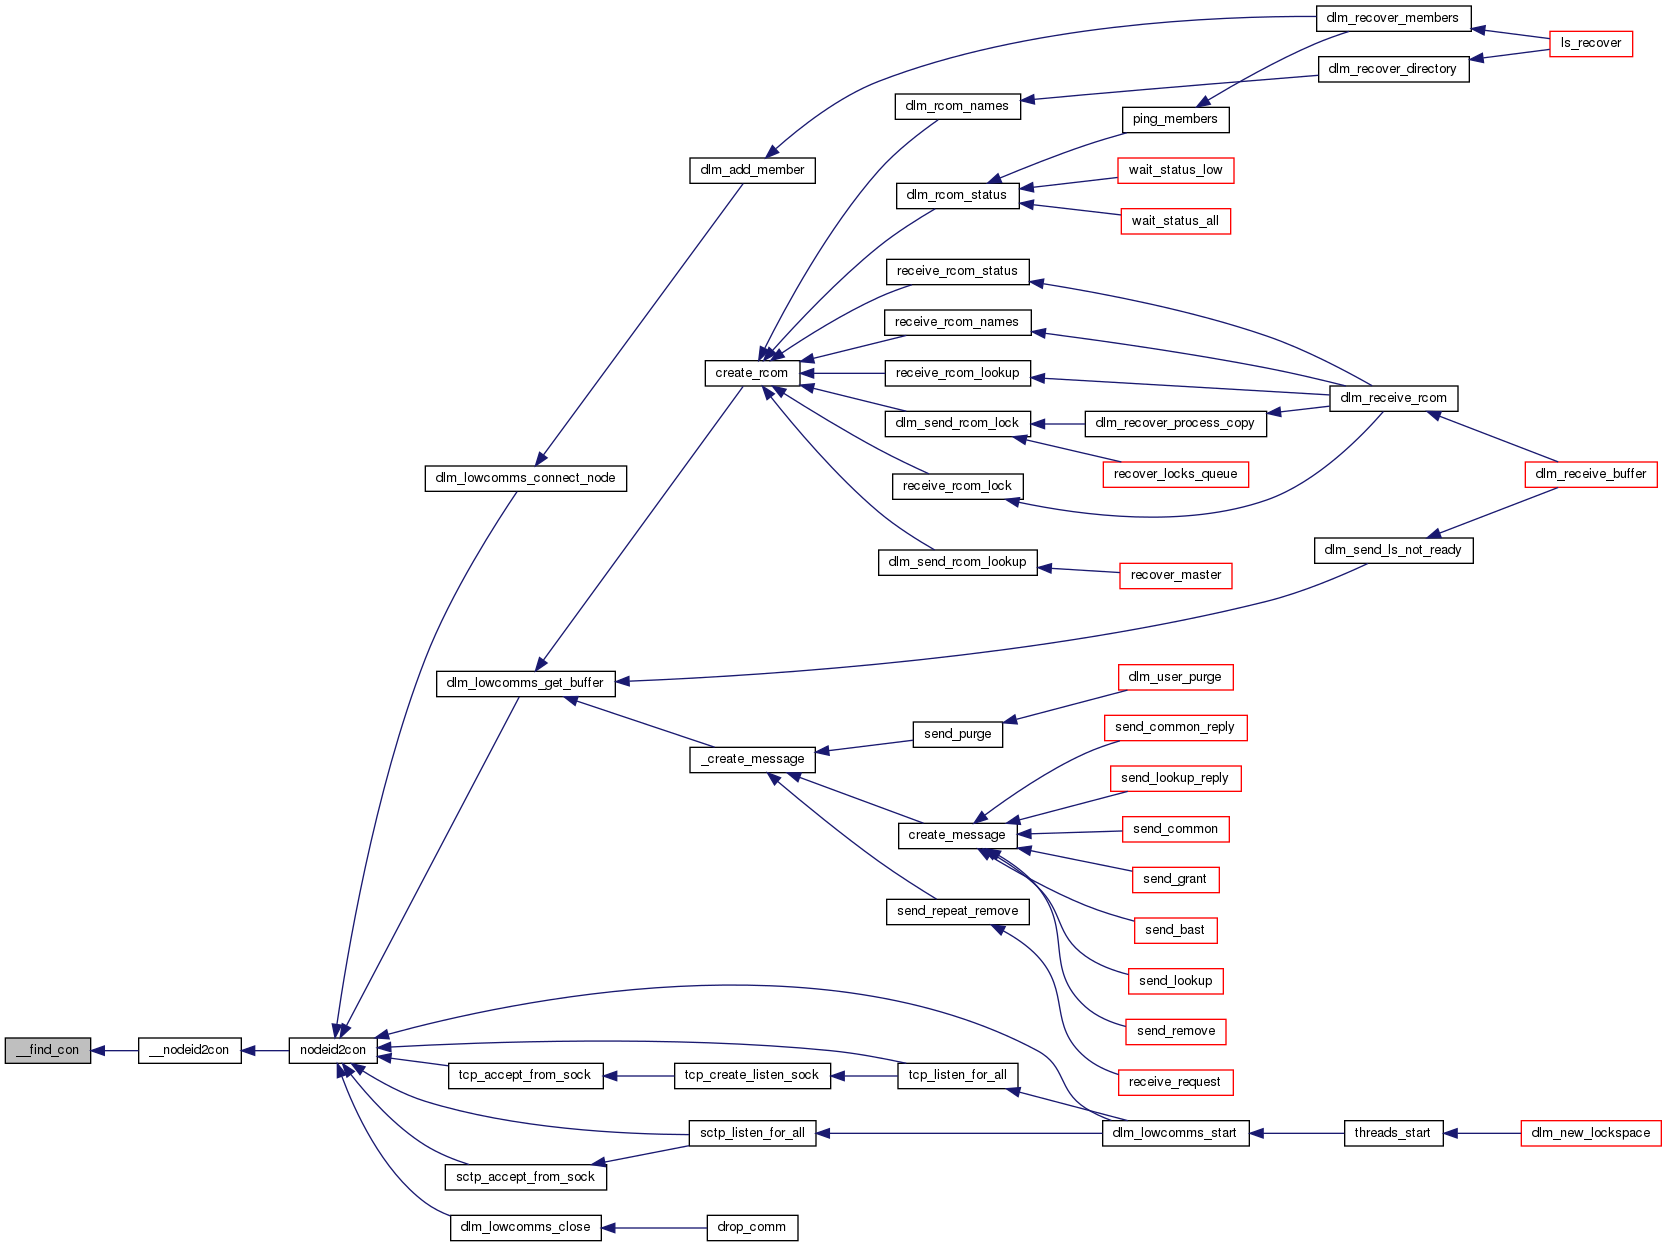 dlm_recover_members
ls_recover
dlm_recover_directory
dlm_rcom_names
ping_members
dlm_add_member
wait_status_low
dlm_rcom_status
wait_status_all
receive_rcom_status
receive_rcom_names
create_rcom
receive_rcom_lookup
dlm_receive_rcom
dlm_send_rcom_lock
dlm_recover_process_copy
dlm_lowcomms_connect_node
recover_locks_queue
dlm_receive_buffer
receive_rcom_lock
dlm_send_ls_not_ready
dlm_send_rcom_lookup
recover_master
dlm_lowcomms_get_buffer
dlm_user_purge
send_purge
send_common_reply
_create_message
send_lookup_reply
create_message
send_common
send_grant
send_repeat_remove
send_bast
send_lookup
send_remove
__find_con
__nodeid2con
nodeid2con
tcp_accept_from_sock
tcp_create_listen_sock
tcp_listen_for_all
receive_request
sctp_listen_for_all
dlm_lowcomms_start
threads_start
dlm_new_lockspace
sctp_accept_from_sock
dlm_lowcomms_close
drop_comm